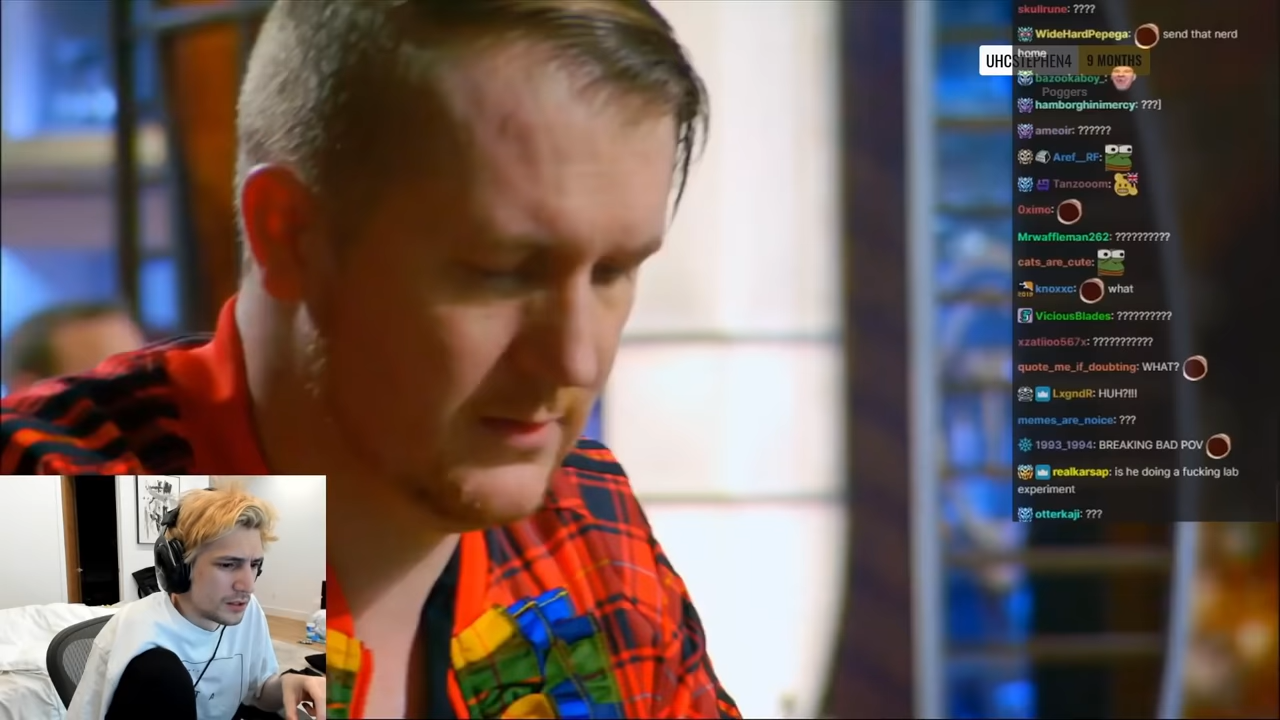 skullrune: ????
WideHardPepega: send that nerd
home
UHCSTEPHEN4 9 MONTHS
bazookaboy_:
Poggers
hamborghinimercy: ???]
ameoir: ??????
Aref__RF:
Tanzooom:
0ximo:
Mrwaffleman262: ??????????
cats_are_cute:
knoxxc: what
ViciousBlades: ??????????
xzatiioo567x: ???????????
quote_me_if_doubting: WHAT?
LxgndR: HUH?!!!
memes_are_noice: ???
1993_1994: BREAKING BAD POV
realkarsap: is he doing a fucking lab
experiment
otterkaji: ???